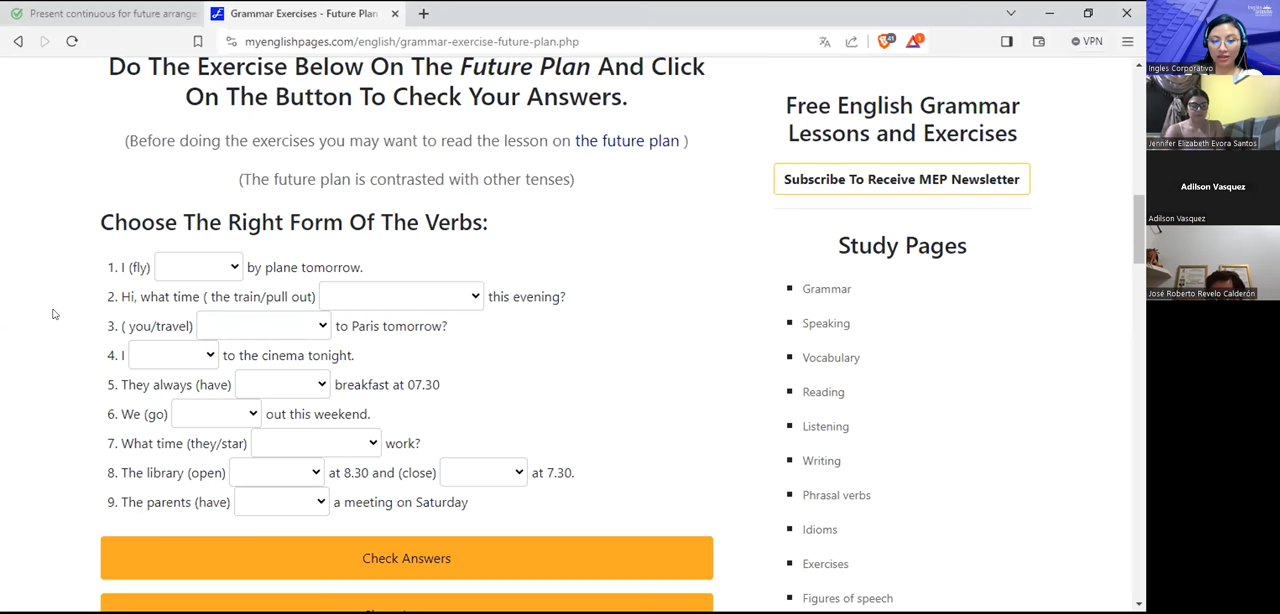 Present continuous for future arrange
Grammar Exercises - Future Plan
myenglishpages.com/english/grammar-exercise-future-plan.php
VPN
Do The Exercise Below On The Future Plan And Click
On The Button To Check Your Answers.
(Before doing the exercises you may want to read the lesson on the future plan )
(The future plan is contrasted with other tenses)
Choose The Right Form Of The Verbs:
1. I (fly) by plane tomorrow.
2. Hi, what time ( the train/pull out) this evening?
3. ( you/travel) to Paris tomorrow?
4. I to the cinema tonight.
5. They always (have) breakfast at 07.30
6. We (go) out this weekend.
7. What time (they/star) work?
8. The library (open) at 8.30 and (close) at 7.30.
9. The parents (have) a meeting on Saturday
Check Answers
Free English Grammar
Lessons and Exercises
Subscribe To Receive MEP Newsletter
Study Pages
Grammar
Speaking
Vocabulary
Reading
Listening
Writing
Phrasal verbs
Idioms
Exercises
Figures of speech
Ingles Corporativo
Jennifer Elizabeth Evora Santos
Adilson Vasquez
Adilson Vasquez
José Roberto Revelo Calderón